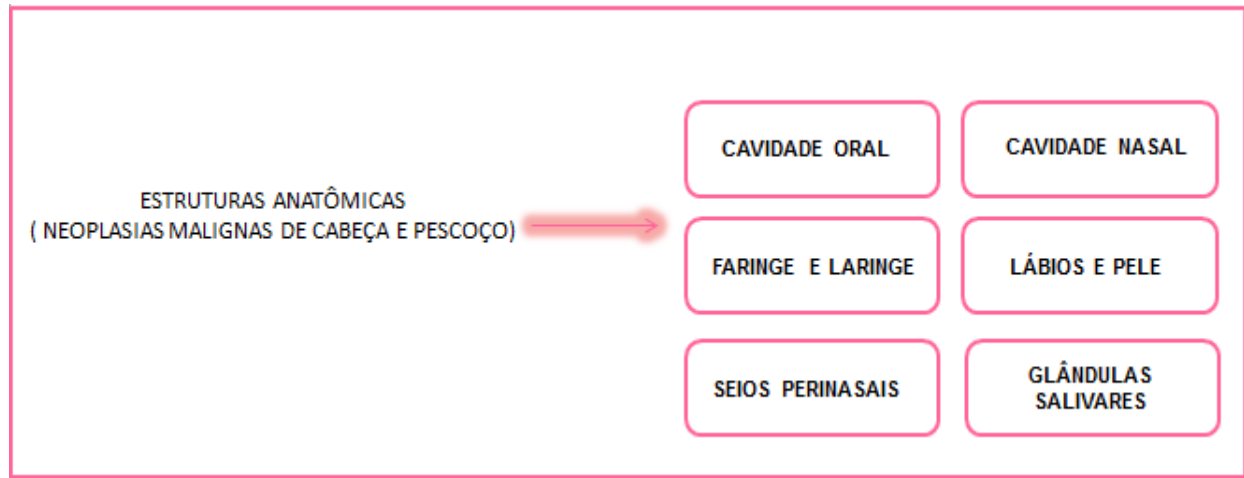 ESTRUTURAS ANATÔMICAS
( NEOPLASIAS MALIGNAS DE CABEÇA E PESCOÇO)
CAVIDADE ORAL
CAVIDADE NASAL
FARINGE E LARINGE
LÁBIOS E PELE
SEIOS PERINASAIS
GLÂNDULAS
SALIVARES